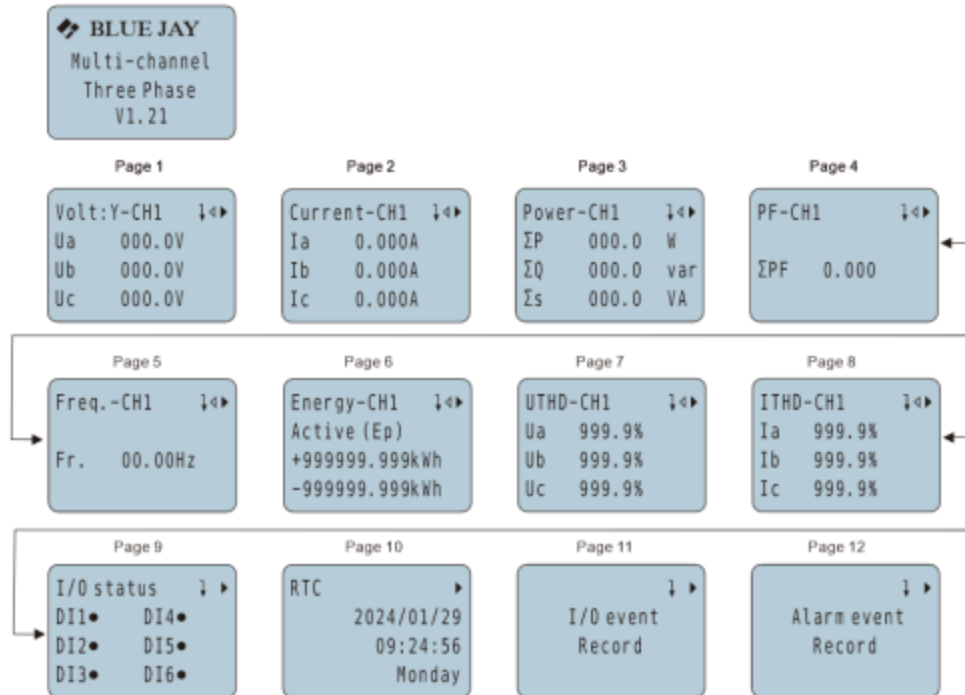 BLUE JAY
Multi-channel
Three Phase
V1.21
Page 1
Volt:Y-CH1
Ua 000.0V
Ub 000.0V
Uc 000.0V
Page 2
Current-CH1
Ia 0.000A
Ib 0.000A
Ic 0.000A
Page 3
Power-CH1
ΣP 000.0 W
ΣQ 000.0 var
Σs 000.0 VA
Page 4
PF-CH1
ΣPF 0.000
Page 5
Freq.-CH1
Fr. 00.00Hz
Page 6
Energy-CH1
Active (Ep)
+999999.999kWh
-999999.999kWh
Page 7
UTHD-CH1
Ua 999.9%
Ub 999.9%
Uc 999.9%
Page 8
ITHD-CH1
Ia 999.9%
Ib 999.9%
Ic 999.9%
Page 9
I/O status
DI1● DI4●
DI2● DI5●
DI3● DI6●
Page 10
RTC
2024/01/29
09:24:56
Monday
Page 11
I/O event
Record
Page 12
Alarm event
Record